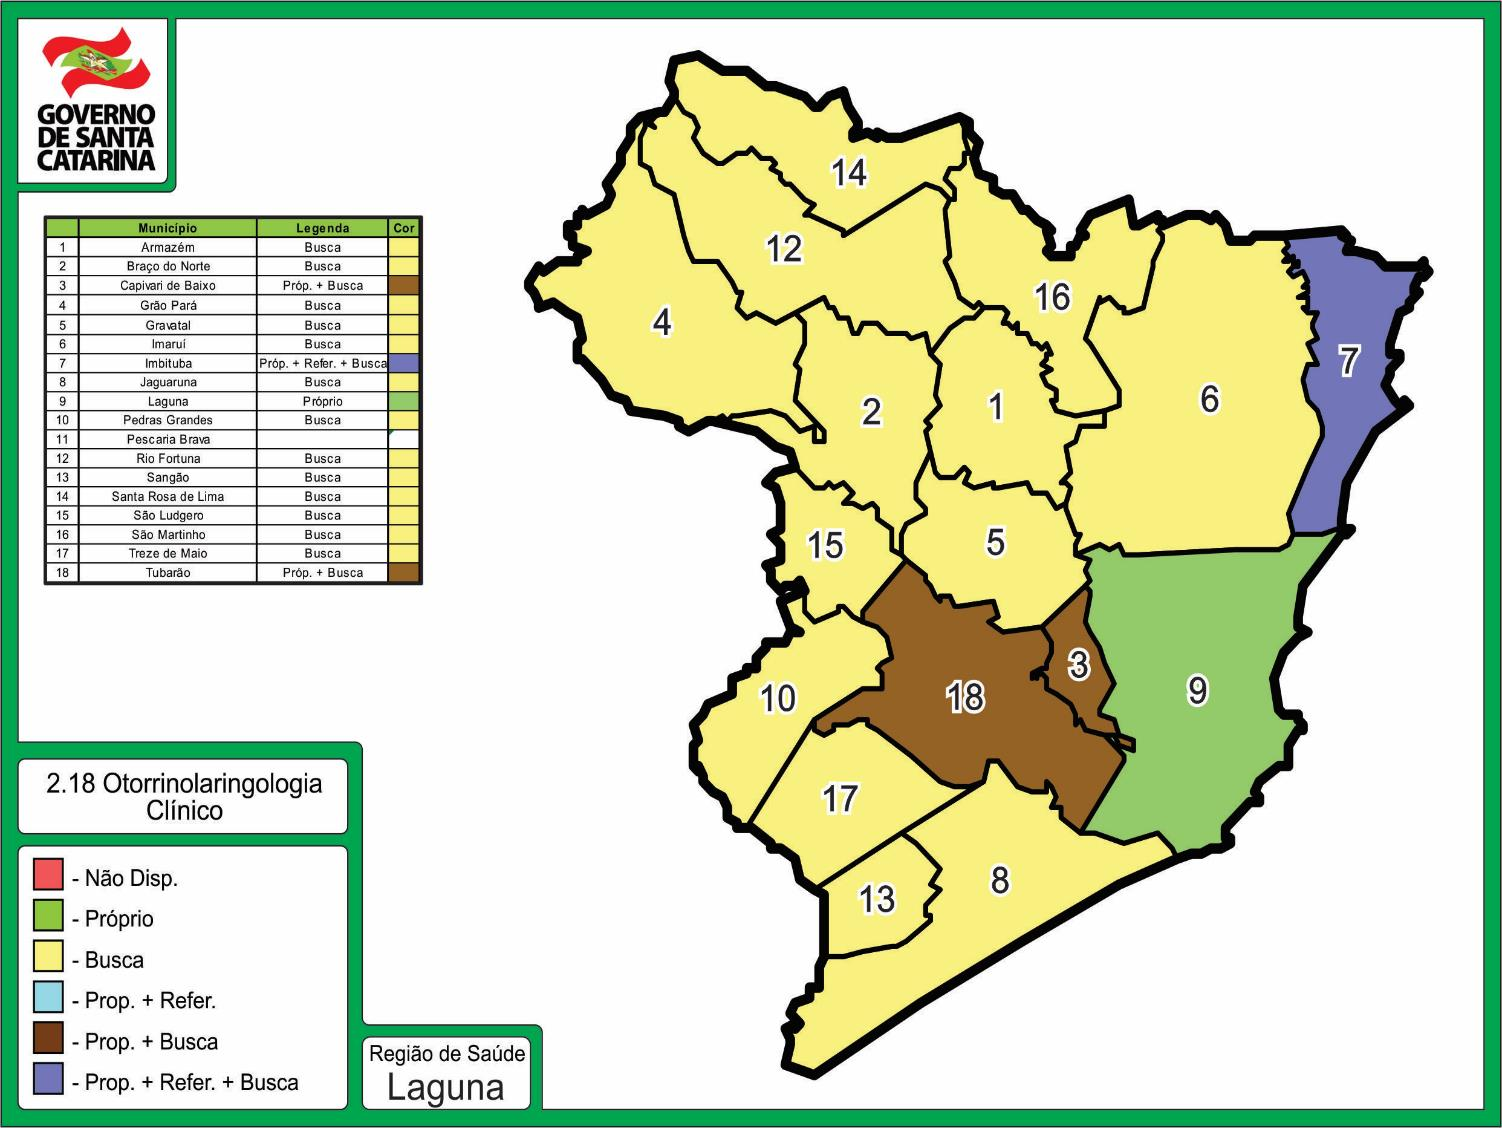 GOVERNO
DE SANTA
CATARINA
Município Legenda Cor
1 Armazém Busca
2 Braço do Norte Busca
3 Capivari de Baixo Próp. + Busca
4 Grão Pará Busca
5 Gravatal Busca
6 Imaruí Busca
7 Imbituba Próp. + Refer. + Busca
8 Jaguaruna Busca
9 Laguna Próprio
10 Pedras Grandes Busca
11 Pescaria Brava
12 Rio Fortuna Busca
13 Sangão Busca
14 Santa Rosa de Lima Busca
15 São Ludgero Busca
16 São Martinho Busca
17 Treze de Maio Busca
18 Tubarão Próp. + Busca
14
12
16
4
7
6
2
1
15
5
3
10
18
9
17
8
13
2.18 Otorrinolaringologia
Clínico
- Não Disp.
- Próprio
- Busca
- Prop. + Refer.
- Prop. + Busca
- Prop. + Refer. + Busca
Região de Saúde
Laguna